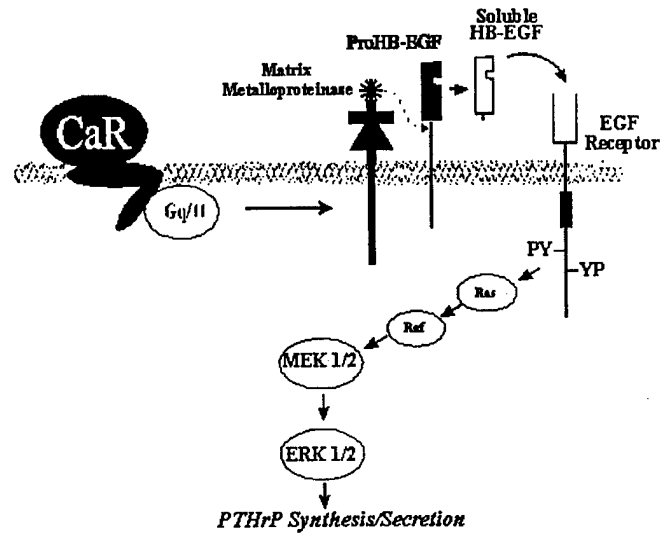 Soluble
HB-EGF
ProHB-EGF
Matrix
Metalloproteinase
CaR
EGF
Receptor
Gq/11
PY
YP
Ras
Raf
MEK 1/2
ERK 1/2
PTHrP Synthesis/Secretion